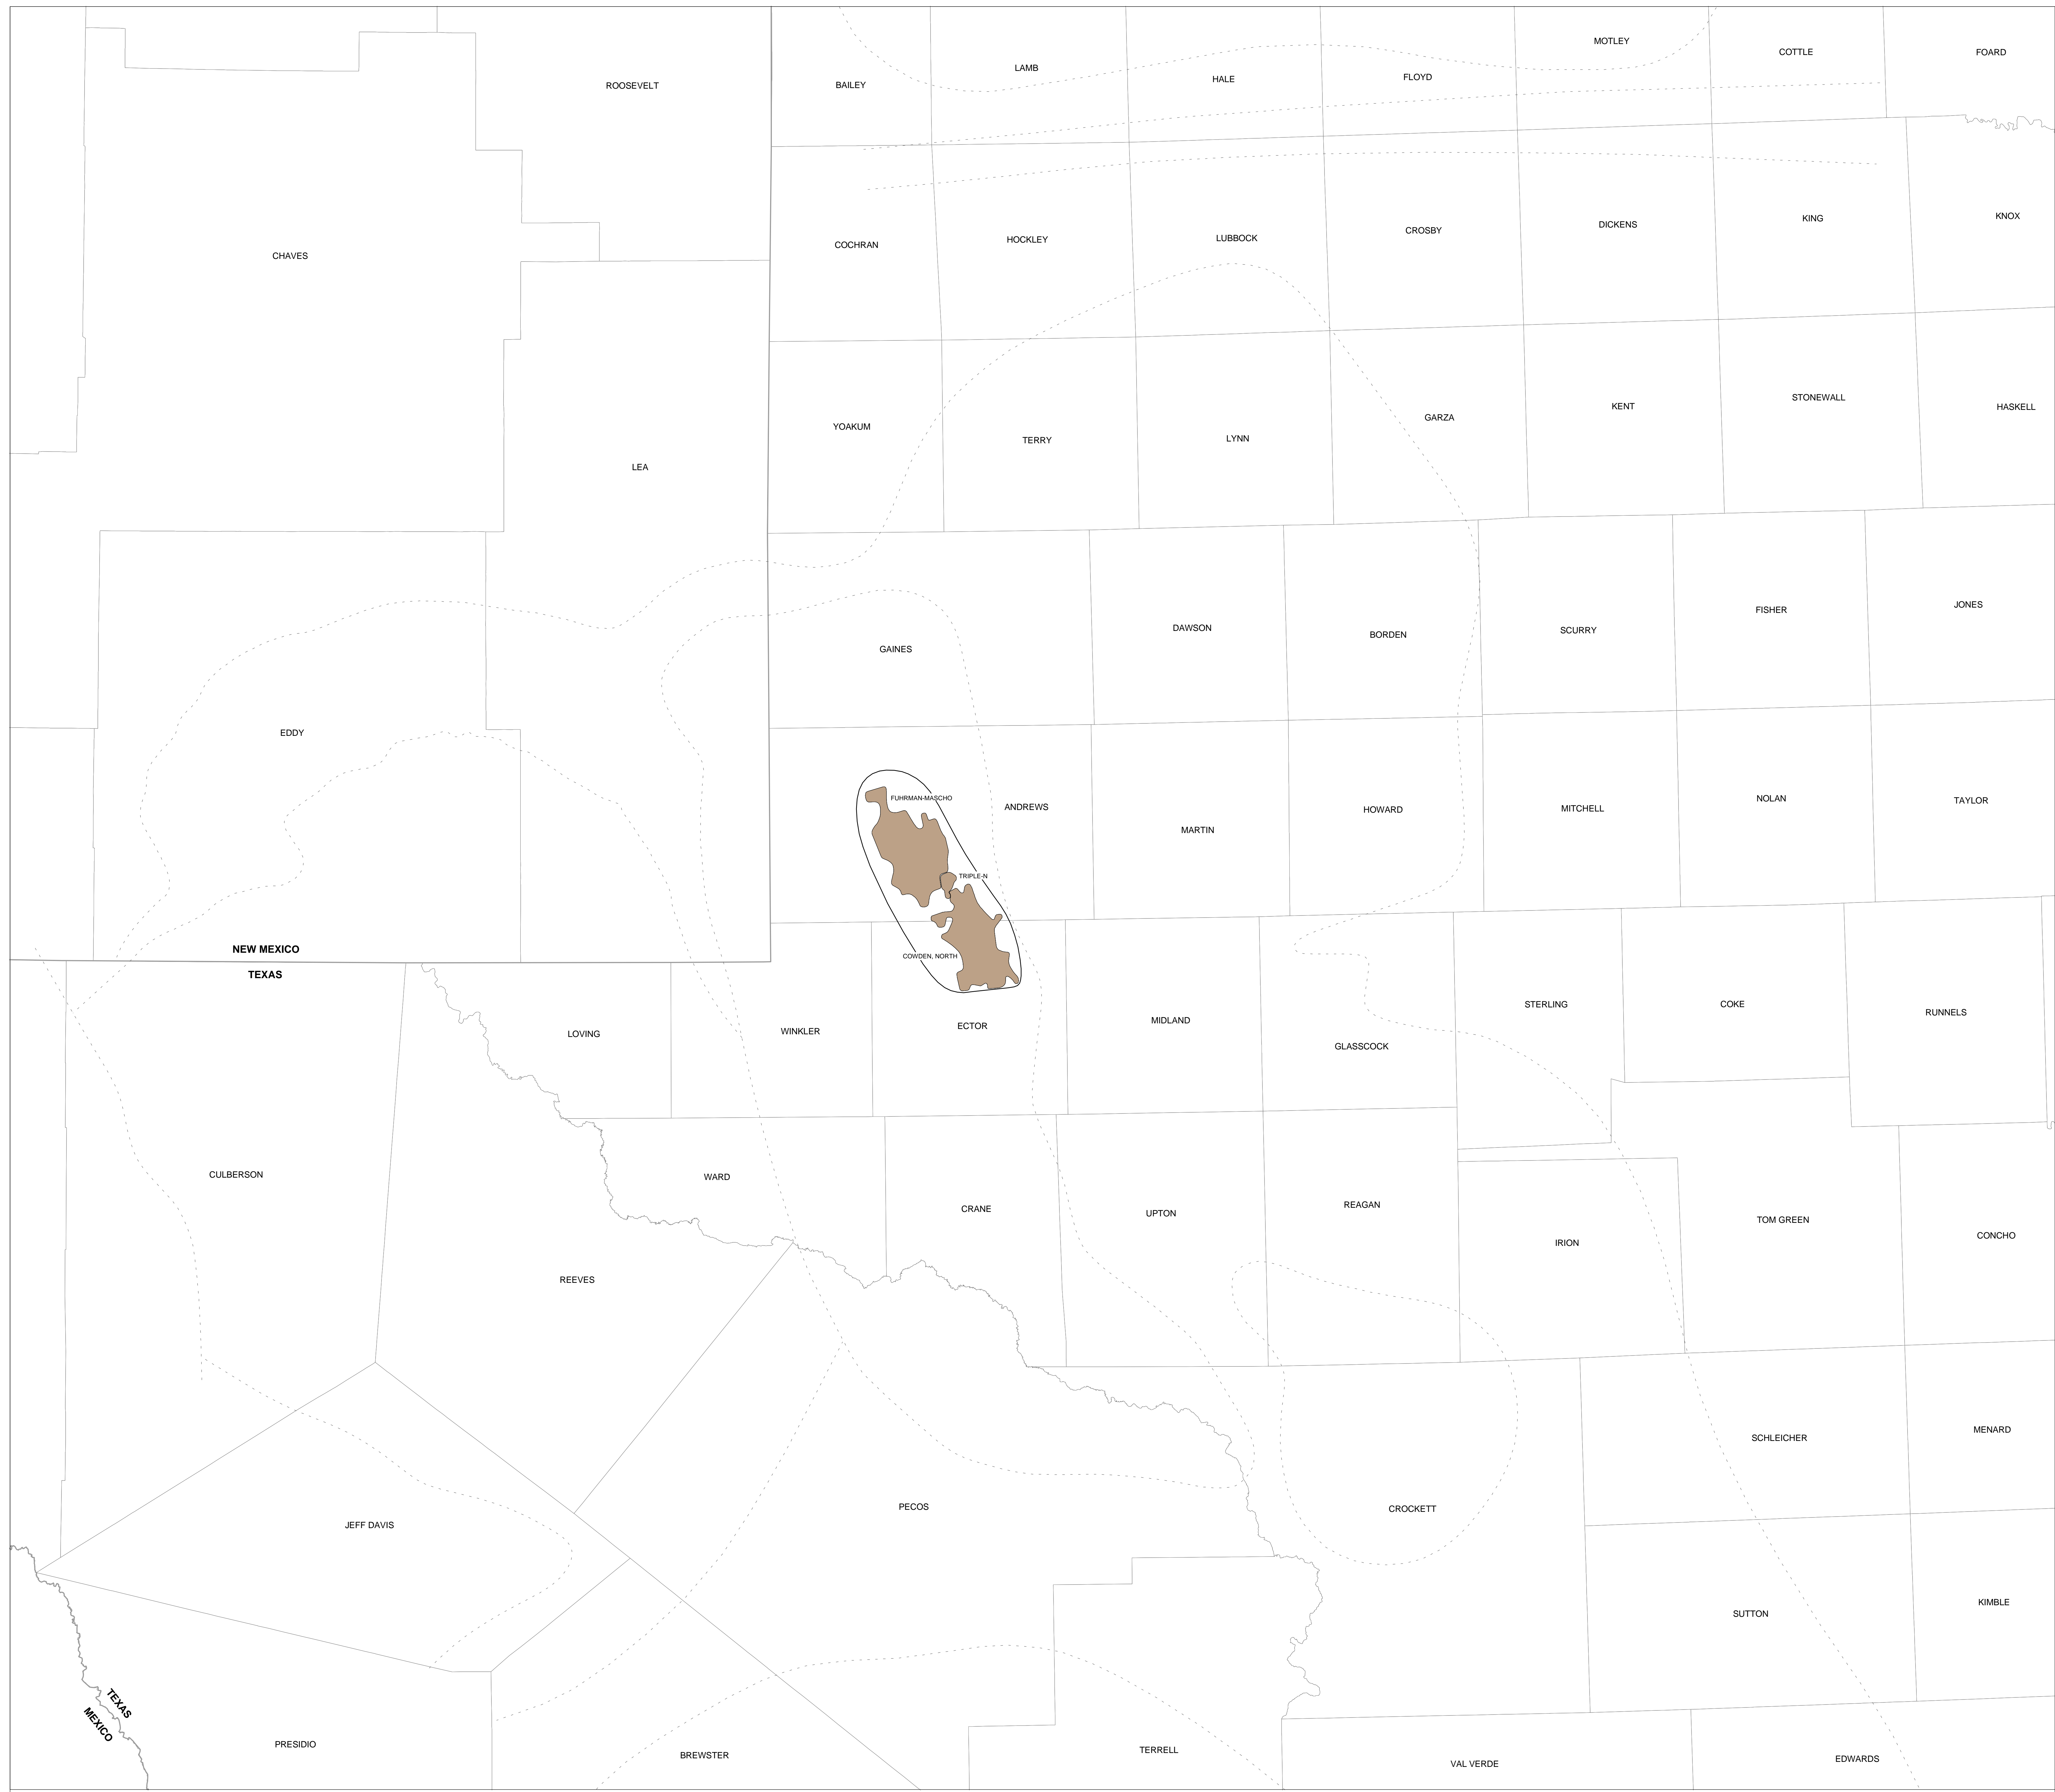 MOTLEY
COTTLE
FOARD
LAMB
HALE
FLOYD
ROOSEVELT
BAILEY
CHAVES
COCHRAN
HOCKLEY
LUBBOCK
CROSBY
DICKENS
KING
KNOX
LEA
YOAKUM
TERRY
LYNN
GARZA
KENT
STONEWALL
HASKELL
GAINES
DAWSON
BORDEN
SCURRY
FISHER
JONES
EDDY
FUHRMAN-MASCHO
ANDREWS
MARTIN
HOWARD
MITCHELL
NOLAN
TAYLOR
TRIPLE-N
NEW MEXICO
TEXAS
COWDEN, NORTH
LOVING
WINKLER
ECTOR
MIDLAND
GLASSCOCK
STERLING
COKE
RUNNELS
CULBERSON
WARD
CRANE
UPTON
REAGAN
IRION
TOM GREEN
CONCHO
REEVES
JEFF DAVIS
PECOS
CROCKETT
SCHLEICHER
MENARD
SUTTON
KIMBLE
TEXAS
MEXICO
PRESIDIO
BREWSTER
TERRELL
VAL VERDE
EDWARDS